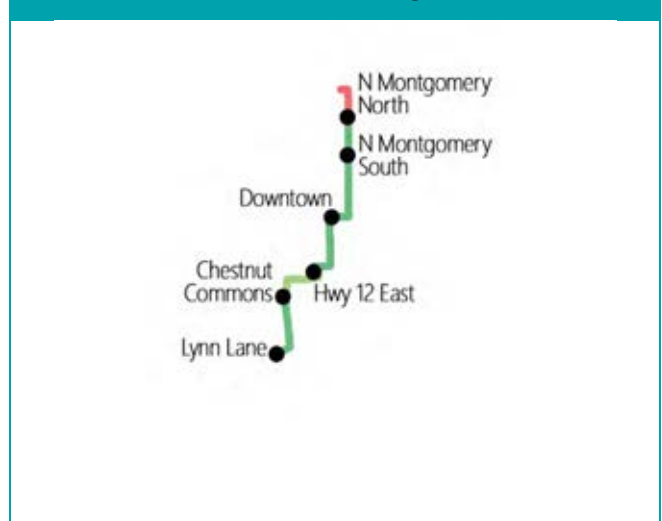 N Montgomery
North
N Montgomery
South
Downtown
Chestnut
Commons
Hwy 12 East
Lynn Lane